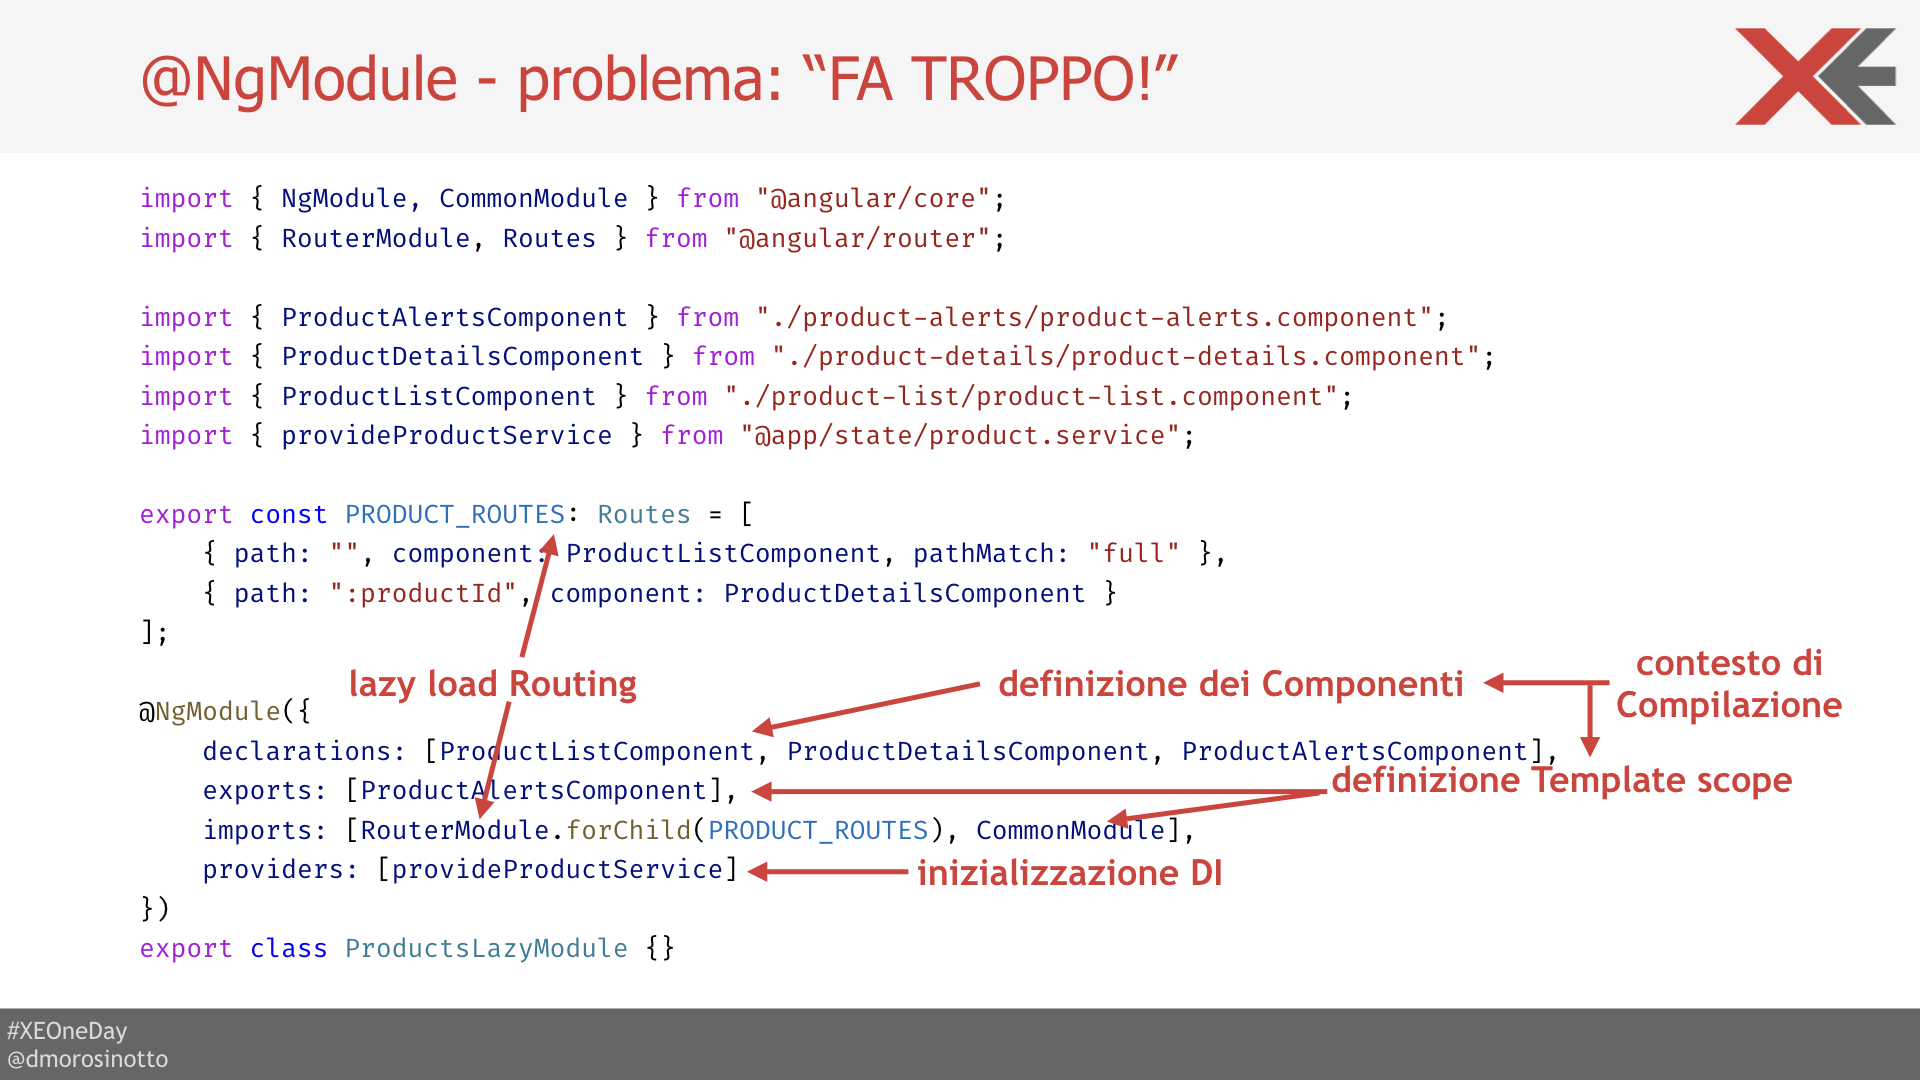 @NgModule - problema: “FA TROPPO!”
XE
import { NgModule, CommonModule } from "@angular/core";
import { RouterModule, Routes } from "@angular/router";
import { ProductAlertsComponent } from "./product-alerts/product-alerts.component";
import { ProductDetailsComponent } from "./product-details/product-details.component";
import { ProductListComponent } from "./product-list/product-list.component";
import { provideProductService } from "@app/state/product.service";
export const PRODUCT_ROUTES: Routes = [
    { path: "", component: ProductListComponent, pathMatch: "full" },
    { path: ":productId", component: ProductDetailsComponent }
];
lazy load Routing
definizione dei Componenti
contesto di
Compilazione
@NgModule({
    declarations: [ProductListComponent, ProductDetailsComponent, ProductAlertsComponent],
    exports: [ProductAlertsComponent],
definizione Template scope
    imports: [RouterModule.forChild(PRODUCT_ROUTES), CommonModule],
    providers: [provideProductService]
inizializzazione DI
})
export class ProductsLazyModule {}
#XEOneDay
@dmorosinotto